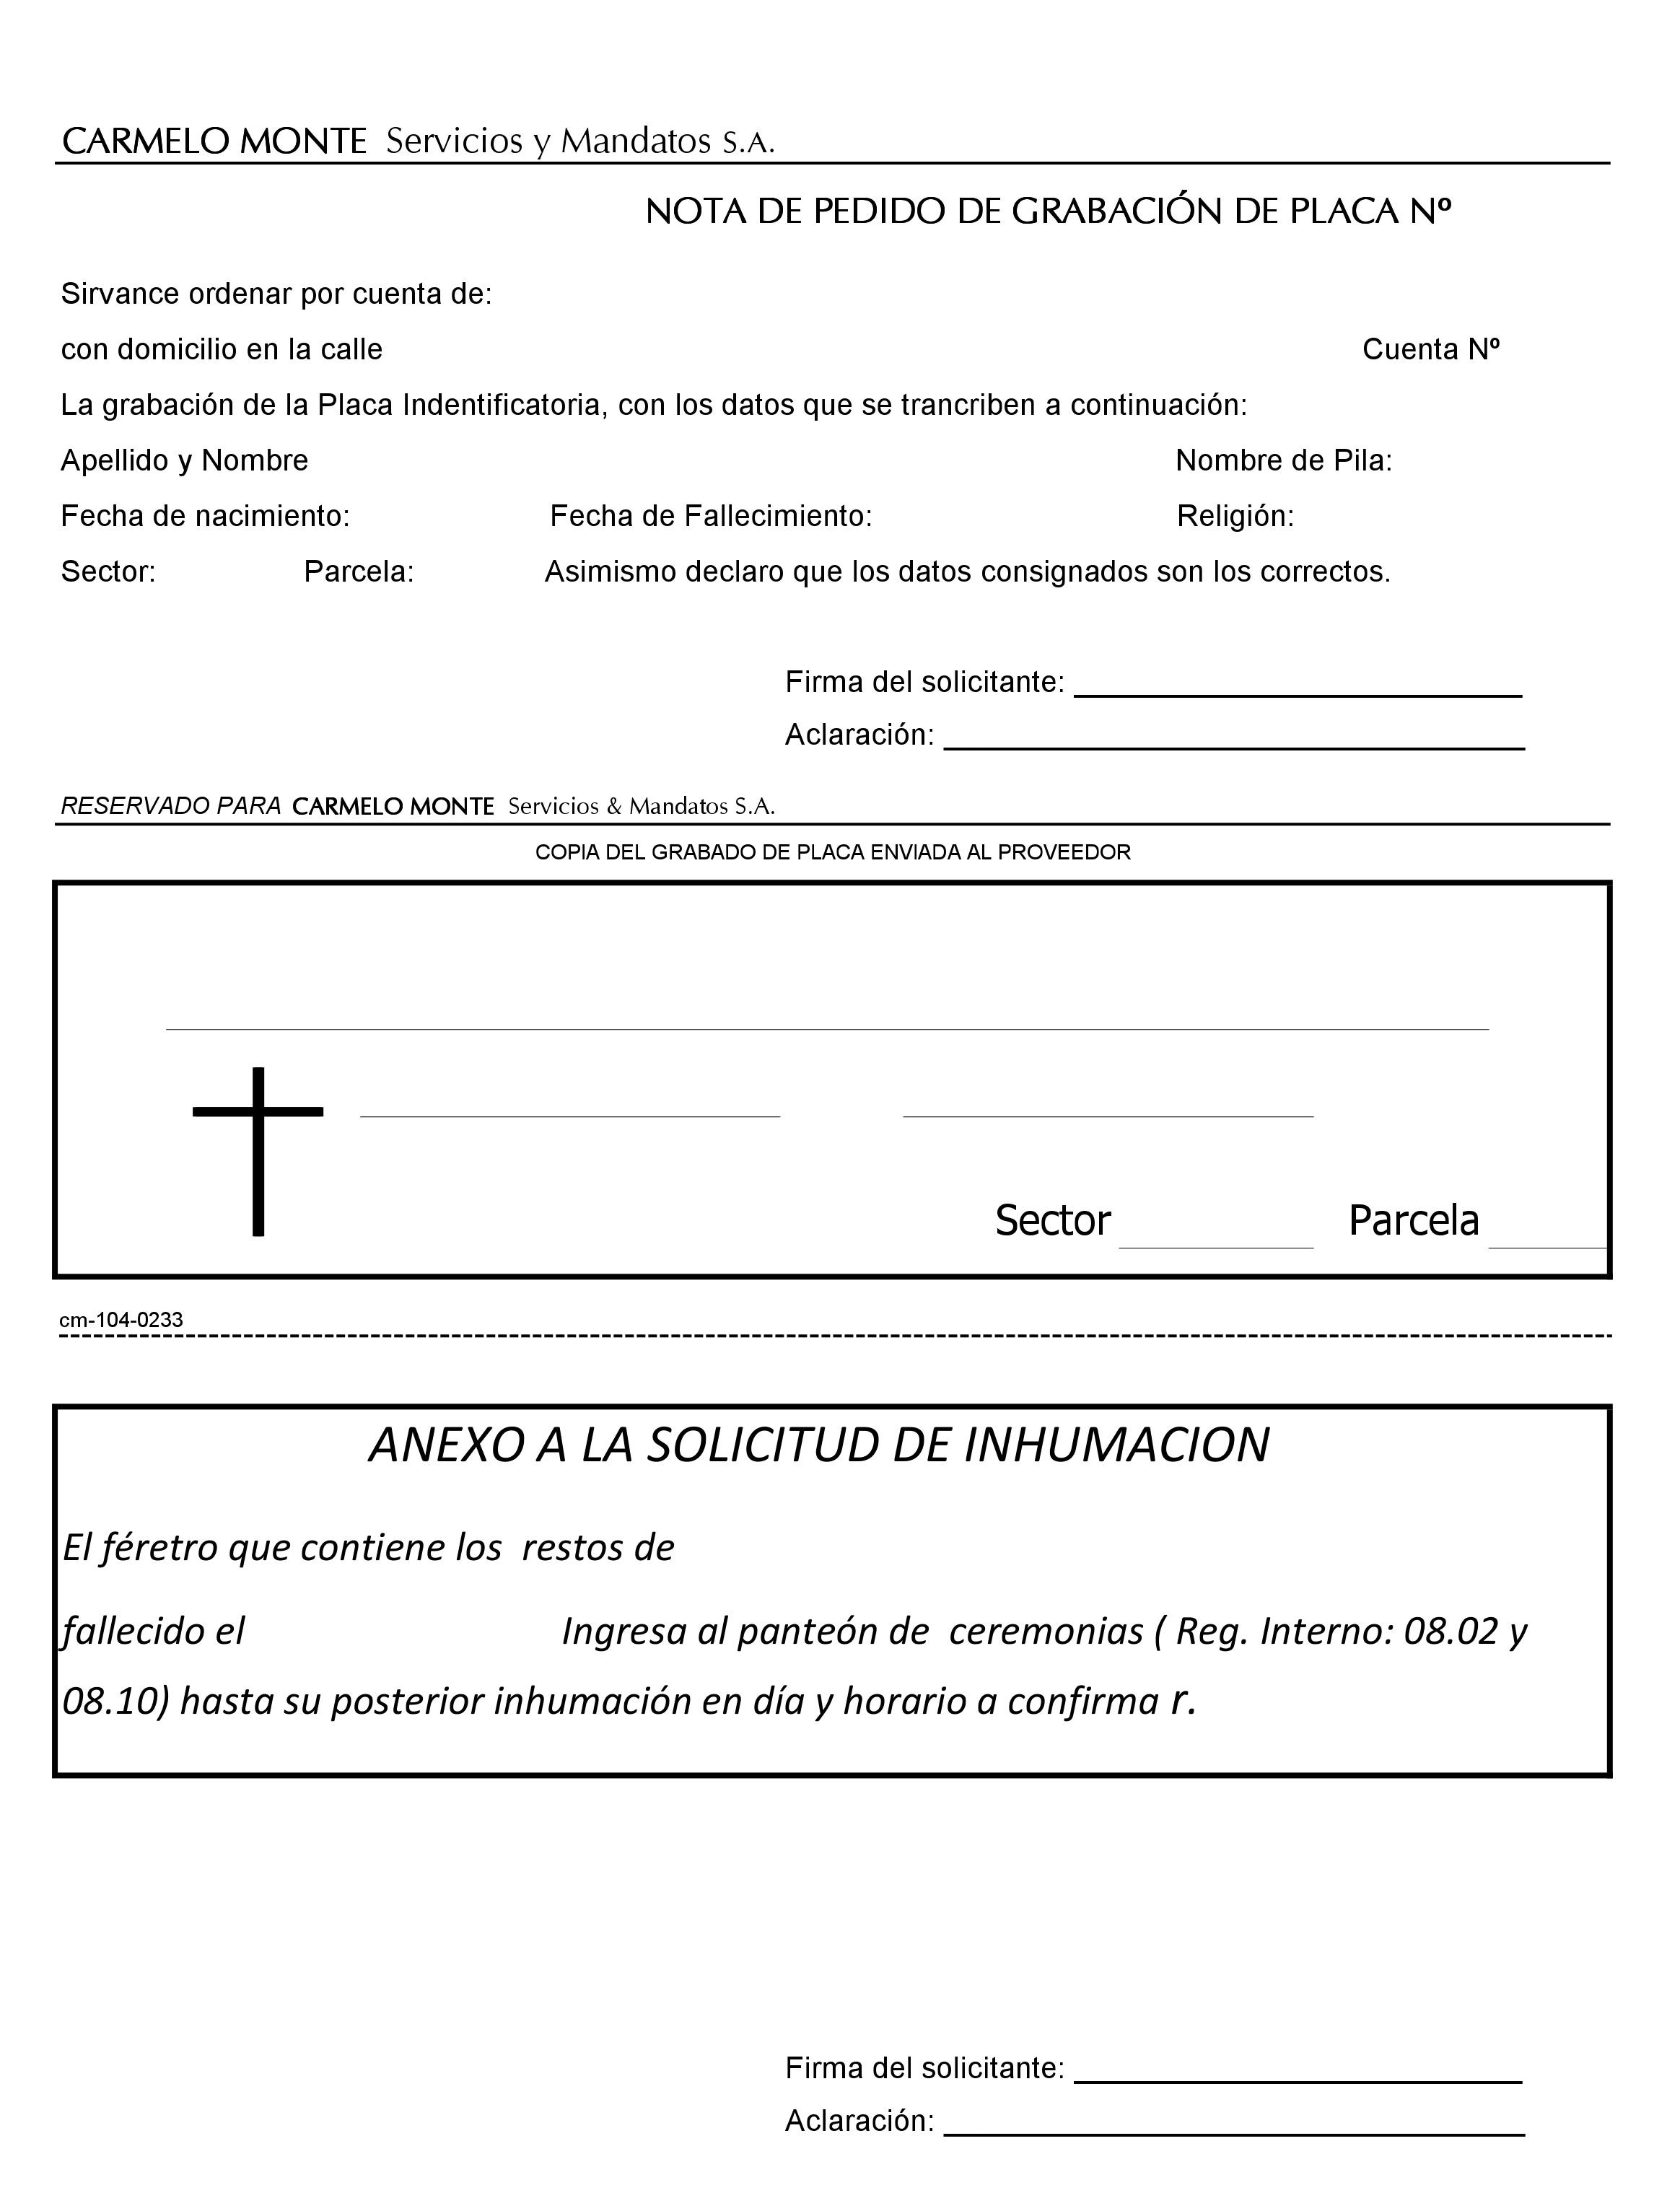 CARMELO MONTE Servicios y Mandatos S.A.
NOTA DE PEDIDO DE GRABACIÓN DE PLACA Nº
Sirvance ordenar por cuenta de:
con domicilio en la calle Cuenta Nº
La grabación de la Placa Indentificatoria, con los datos que se trancriben a continuación:
Apellido y Nombre Nombre de Pila:
Fecha de nacimiento: Fecha de Fallecimiento: Religión:
Sector: Parcela: Asimismo declaro que los datos consignados son los correctos.
Firma del solicitante:
Aclaración:
RESERVADO PARA CARMELO MONTE Servicios & Mandatos S.A.
COPIA DEL GRABADO DE PLACA ENVIADA AL PROVEEDOR
Sector Parcela
cm-104-0233
ANEXO A LA SOLICITUD DE INHUMACION
El féretro que contiene los restos de
fallecido el Ingresa al panteón de ceremonias ( Reg. Interno: 08.02 y
08.10) hasta su posterior inhumación en día y horario a confirma r.
Firma del solicitante:
Aclaración: